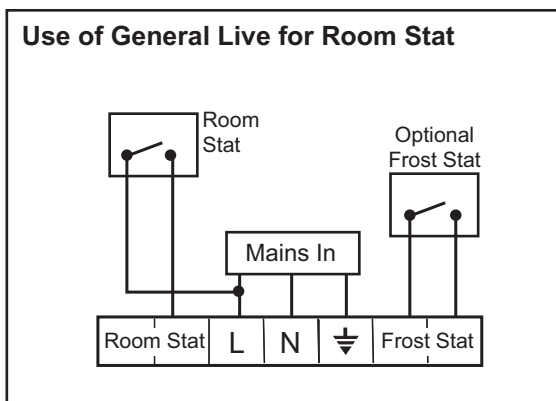 Use of General Live for Room Stat
Room
Stat
Optional
Frost Stat
Mains In
Room Stat L N Frost Stat